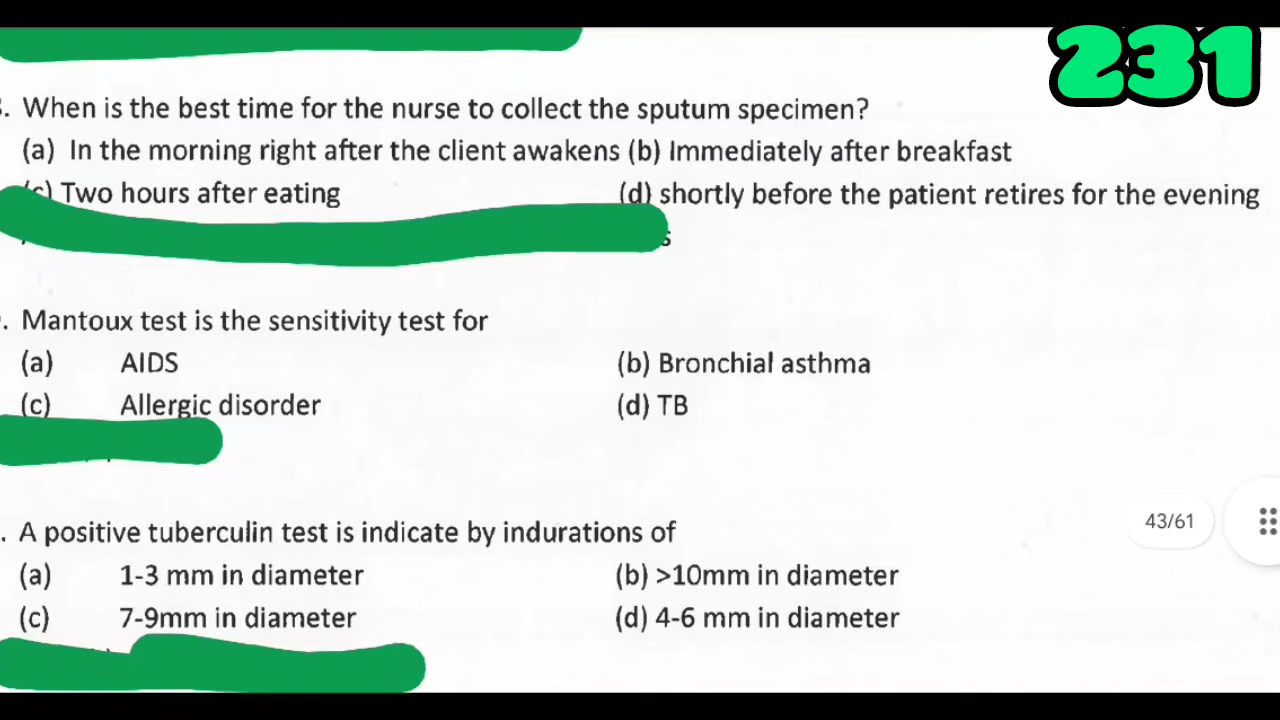 231
. When is the best time for the nurse to collect the sputum specimen?
(a) In the morning right after the client awakens (b) Immediately after breakfast
(c) Two hours after eating (d) shortly before the patient retires for the evening
. Mantoux test is the sensitivity test for
(a) AIDS (b) Bronchial asthma
(c) Allergic disorder (d) TB
43/61
. A positive tuberculin test is indicate by indurations of
(a) 1-3 mm in diameter (b) >10mm in diameter
(c) 7-9mm in diameter (d) 4-6 mm in diameter